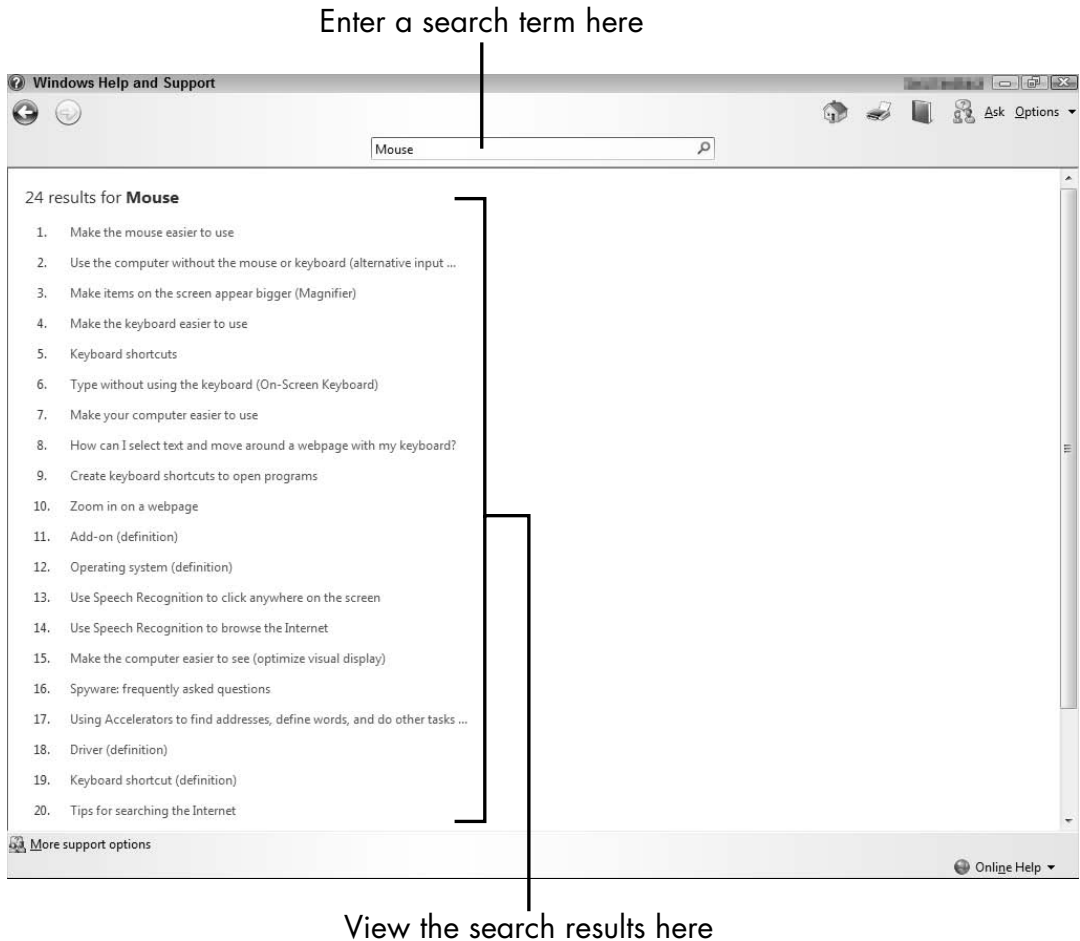 Enter a search term here
Windows Help and Support
Ask Options
Mouse
24 results for Mouse
1. Make the mouse easier to use
2. Use the computer without the mouse or keyboard (alternative input ...
3. Make items on the screen appear bigger (Magnifier)
4. Make the keyboard easier to use
5. Keyboard shortcuts
6. Type without using the keyboard (On-Screen Keyboard)
7. Make your computer easier to use
8. How can I select text and move around a webpage with my keyboard?
9. Create keyboard shortcuts to open programs
10. Zoom in on a webpage
11. Add-on (definition)
12. Operating system (definition)
13. Use Speech Recognition to click anywhere on the screen
14. Use Speech Recognition to browse the Internet
15. Make the computer easier to see (optimize visual display)
16. Spyware: frequently asked questions
17. Using Accelerators to find addresses, define words, and do other tasks ...
18. Driver (definition)
19. Keyboard shortcut (definition)
20. Tips for searching the Internet
More support options
Online Help
View the search results here